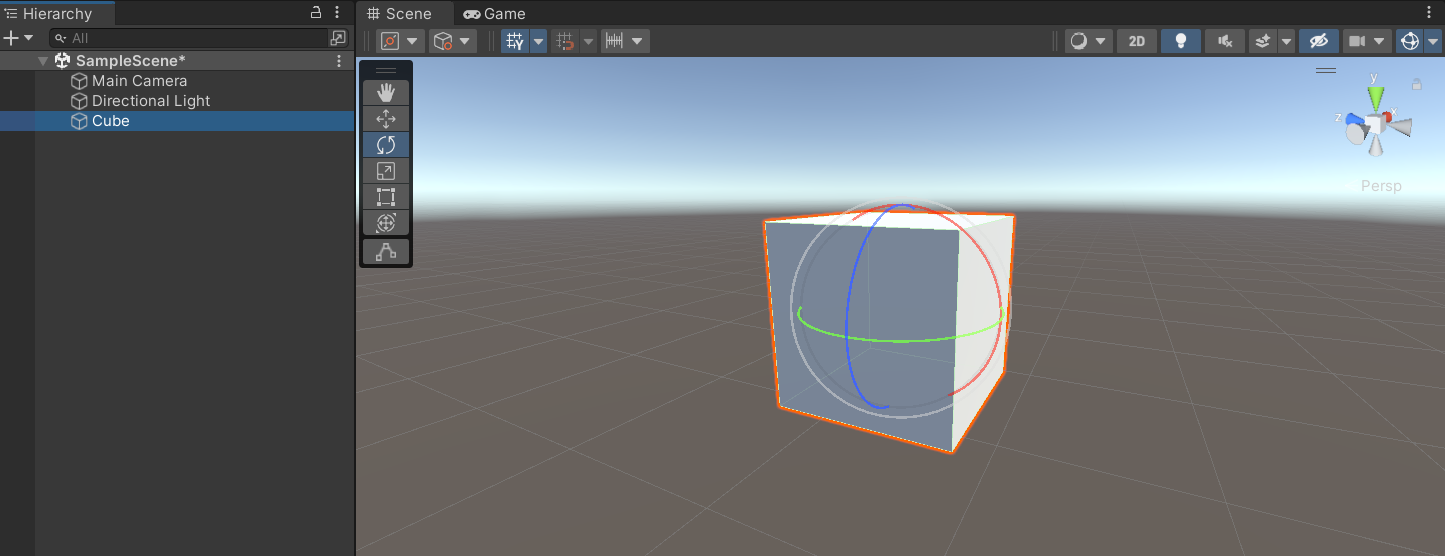 Hierarchy
All
SampleScene*
Main Camera
Directional Light
Cube
Scene
Game
2D
y
x
z
Persp